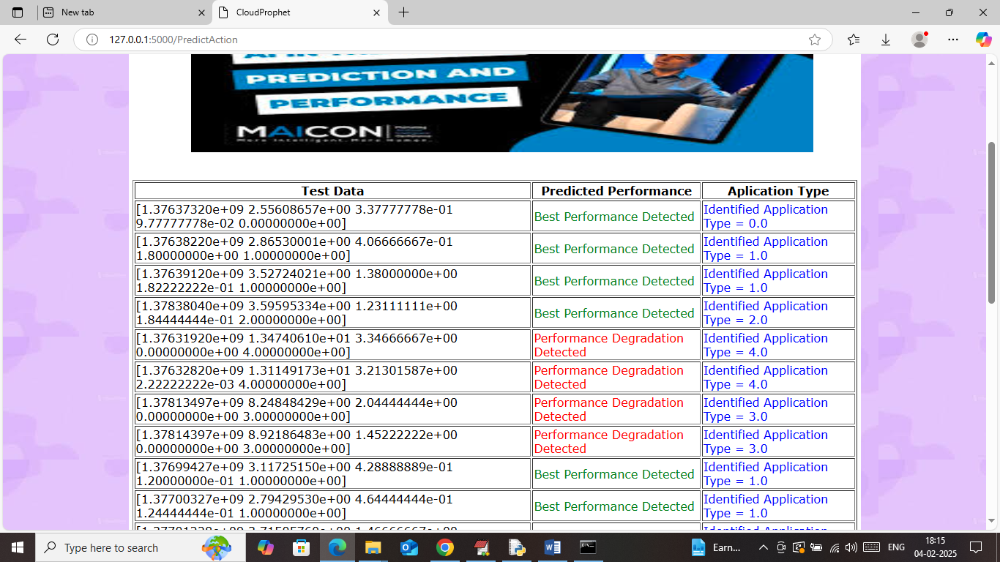 New tab
CloudProphet
127.0.0.1:5000/PredictAction
PREDICTION AND
PERFORMANCE
MAICON
More Intelligent. More Human.
Test Data Predicted Performance Aplication Type
[1.37637320e+09 2.55608657e+00 3.37777778e-01
9.77777778e-02 0.00000000e+00]
Best Performance Detected
Identified Application
Type = 0.0
[1.37638220e+09 2.86530001e+00 4.06666667e-01
1.80000000e+00 1.00000000e+00]
Best Performance Detected
Identified Application
Type = 1.0
[1.37639120e+09 3.52724021e+00 1.38000000e+00
1.82222222e-01 1.00000000e+00]
Best Performance Detected
Identified Application
Type = 1.0
[1.37838040e+09 3.59595334e+00 1.23111111e+00
1.84444444e-01 2.00000000e+00]
Best Performance Detected
Identified Application
Type = 2.0
[1.37631920e+09 1.34740610e+01 3.34666667e+00
0.00000000e+00 4.00000000e+00]
Performance Degradation
Detected
Identified Application
Type = 4.0
[1.37632820e+09 1.31149173e+01 3.21301587e+00
2.22222222e-03 4.00000000e+00]
Performance Degradation
Detected
Identified Application
Type = 4.0
[1.37813497e+09 8.24848429e+00 2.04444444e+00
0.00000000e+00 3.00000000e+00]
Performance Degradation
Detected
Identified Application
Type = 3.0
[1.37814397e+09 8.92186483e+00 1.45222222e+00
0.00000000e+00 3.00000000e+00]
Performance Degradation
Detected
Identified Application
Type = 3.0
[1.37699427e+09 3.11725150e+00 4.28888889e-01
1.20000000e-01 1.00000000e+00]
Best Performance Detected
Identified Application
Type = 1.0
[1.37700327e+09 2.79429530e+00 4.64444444e-01
1.24444444e-01 1.00000000e+00]
Best Performance Detected
Identified Application
Type = 1.0
Identified Application
Type here to search
Earn...
ENG
18:15
04-02-2025